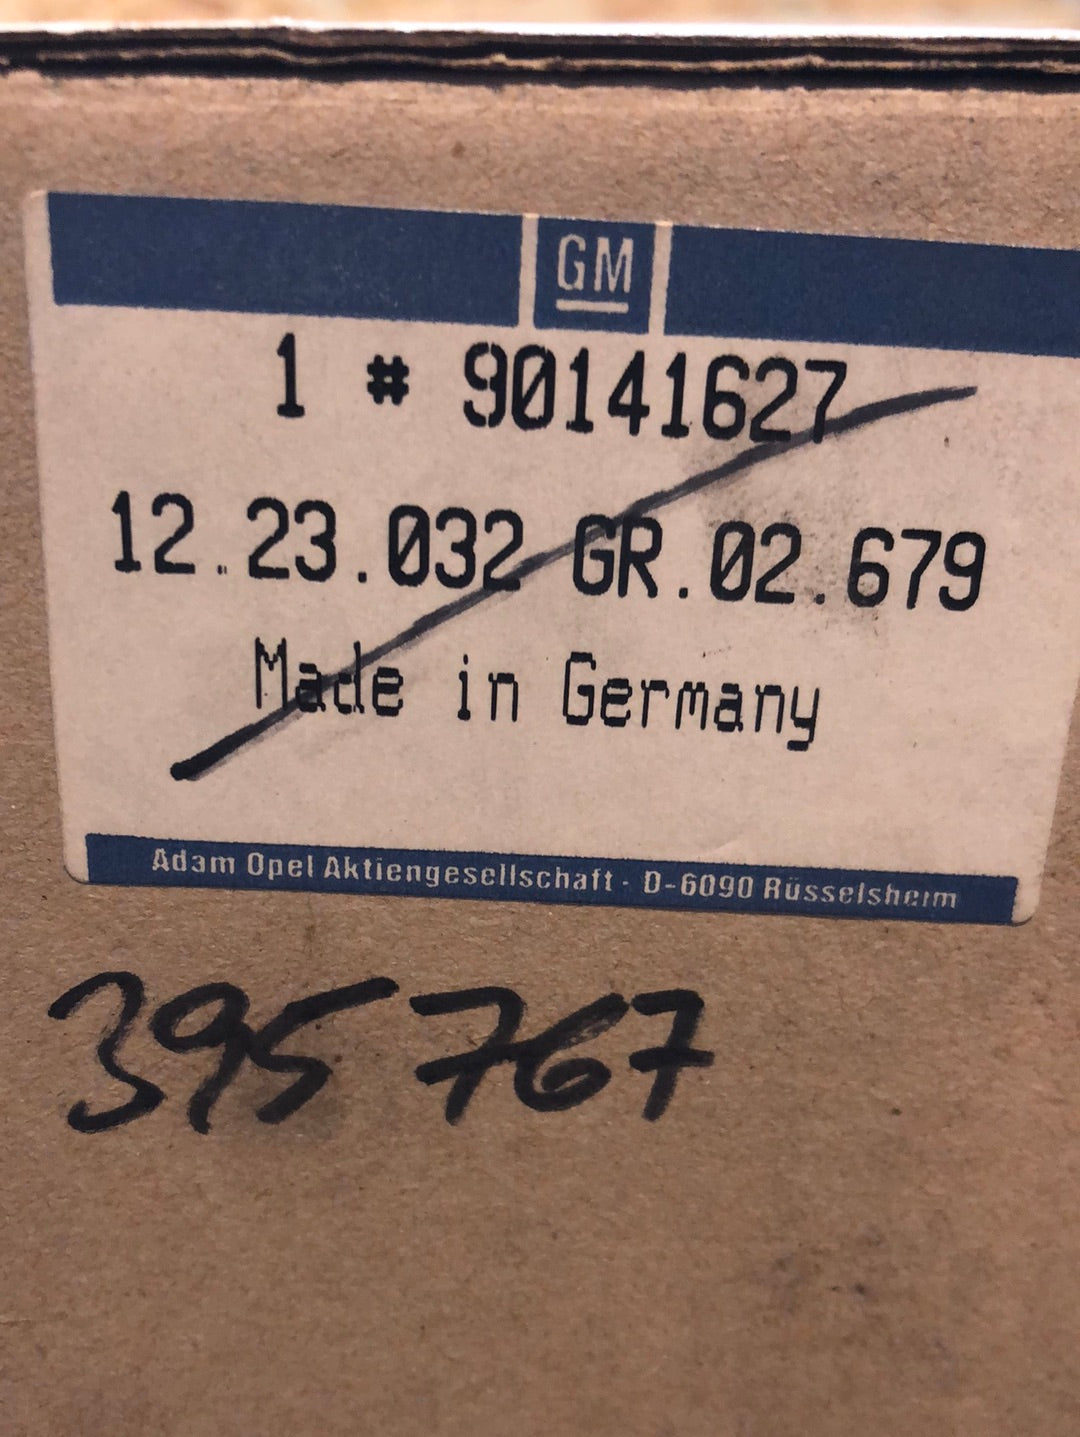 GM
1 # 90141627
12.23.032 GR.02.679
Made in Germany
Adam Opel Aktiengesellschaft · D-6090 Rüsselsheim
395767